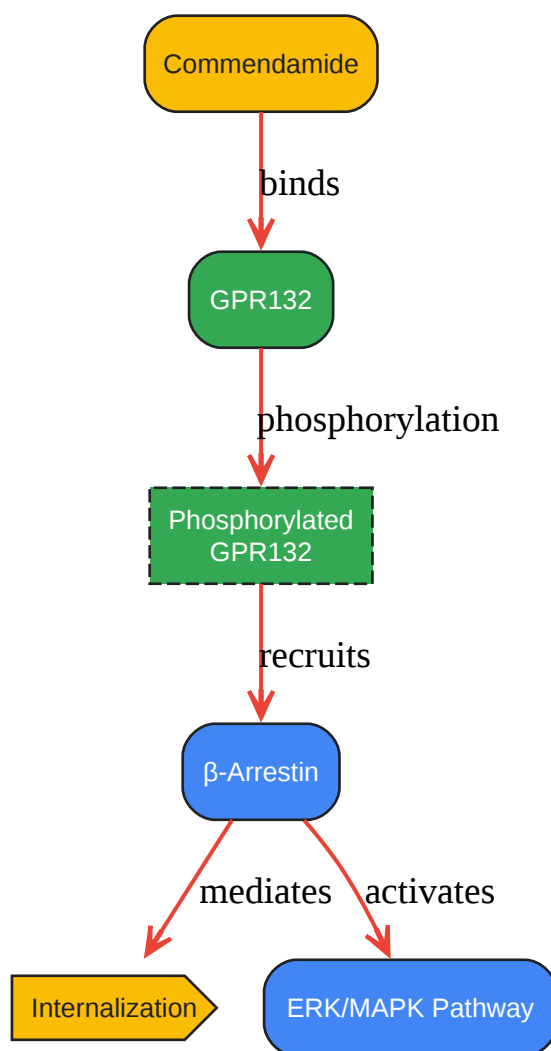 Commendamide
binds
GPR132
phosphorylation
Phosphorylated
GPR132
recruits
β-Arrestin
mediates
activates
Internalization
ERK/MAPK Pathway